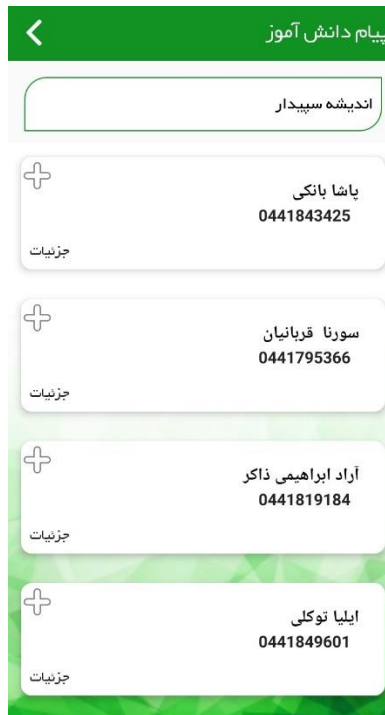 پیام دانش آموز
اندیشه سپیدار
پاشا بانکی
0441843425
جزئیات
سورنا قربانیان
0441795366
جزئیات
آراد ابراهیمی ذاکر
0441819184
جزئیات
ایلیا توکلی
0441849601
جزئیات